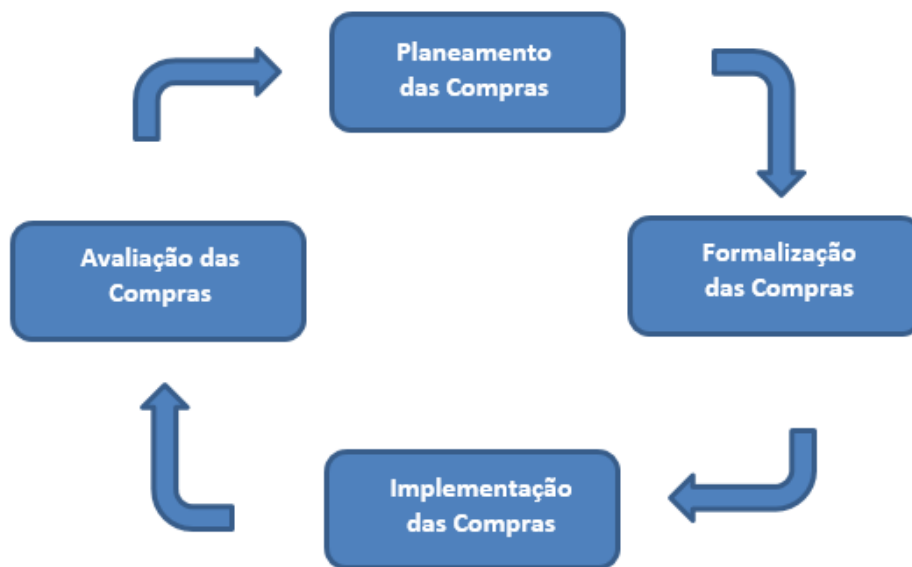 Planeamento
das Compras
Formalização
das Compras
Implementação
das Compras
Avaliação das
Compras